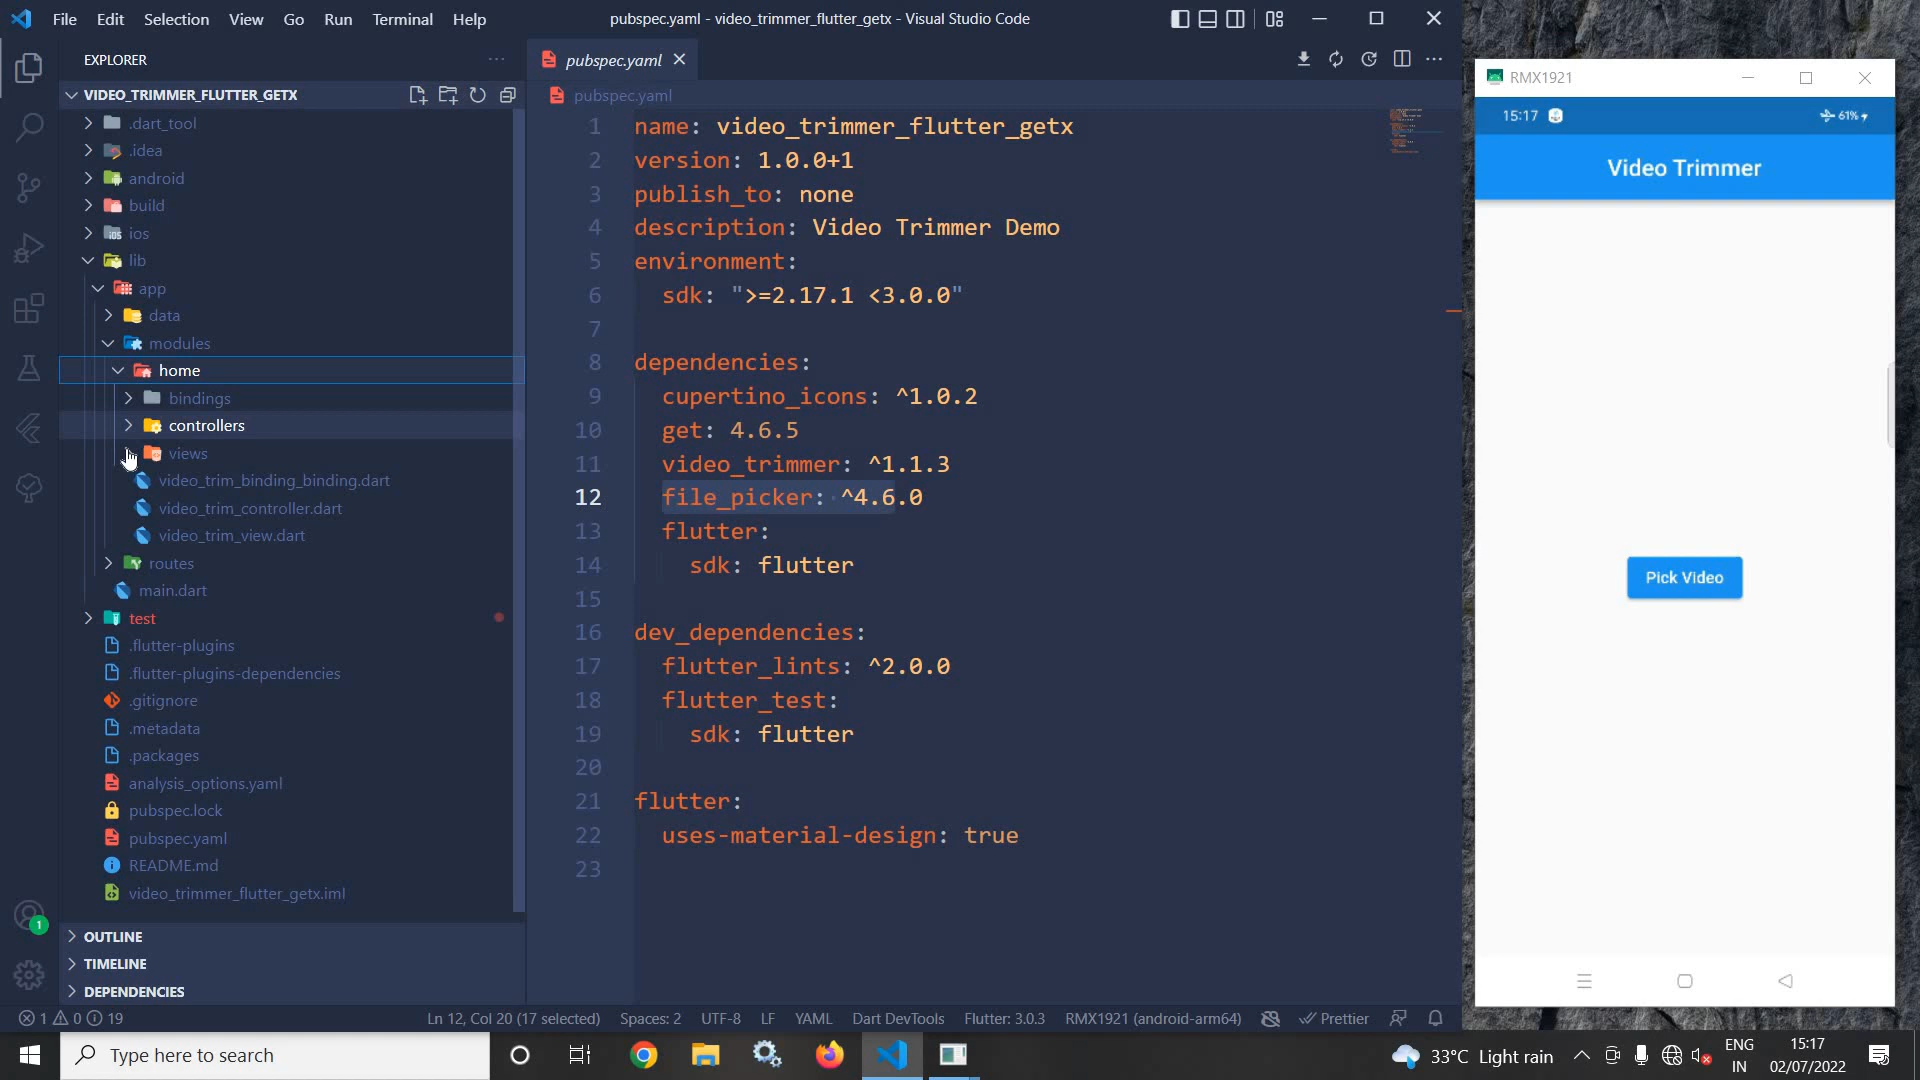 File Edit Selection View Go Run Terminal Help
pubspec.yaml - video_trimmer_flutter_getx - Visual Studio Code
EXPLORER
VIDEO_TRIMMER_FLUTTER_GETX
.dart_tool
.idea
android
build
ios
ios
lib
app
data
modules
home
bindings
controllers
views
video_trim_binding_binding.dart
video_trim_controller.dart
video_trim_view.dart
routes
main.dart
test
.flutter-plugins
.flutter-plugins-dependencies
.gitignore
.metadata
.packages
analysis_options.yaml
pubspec.lock
pubspec.yaml
README.md
video_trimmer_flutter_getx.iml
OUTLINE
TIMELINE
DEPENDENCIES
1
pubspec.yaml
pubspec.yaml
1 name: video_trimmer_flutter_getx
2 version: 1.0.0+1
3 publish_to: none
4 description: Video Trimmer Demo
5 environment:
6 sdk: ">=2.17.1 <3.0.0"
7
8 dependencies:
9 cupertino_icons: ^1.0.2
10 get: 4.6.5
11 video_trimmer: ^1.1.3
12 file_picker: ^4.6.0
13 flutter:
14 sdk: flutter
15
16 dev_dependencies:
17 flutter_lints: ^2.0.0
18 flutter_test:
19 sdk: flutter
20
21 flutter:
22 uses-material-design: true
23
1 0 19
Ln 12, Col 20 (17 selected) Spaces: 2 UTF-8 LF YAML Dart DevTools Flutter: 3.0.3 RMX1921 (android-arm64) Prettier
RMX1921
15:17 61%
Video Trimmer
Pick Video
Type here to search
33°C Light rain
ENG
IN
15:17
02/07/2022